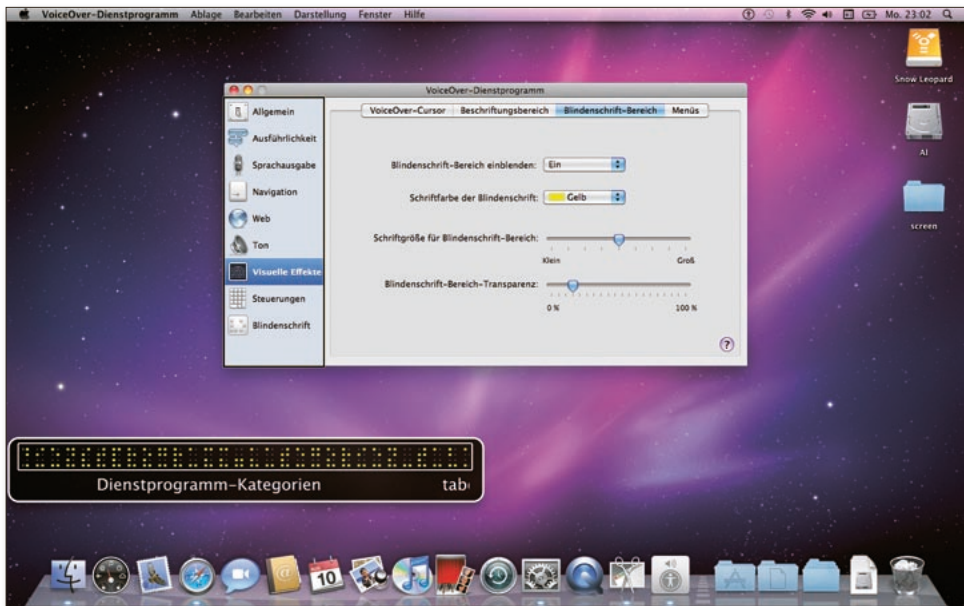 VoiceOver-Dienstprogramm Ablage Bearbeiten Darstellung Fenster Hilfe Mo. 23:02
Snow Leopard
AI
screen
VoiceOver-Dienstprogramm
VoiceOver-Cursor Beschriftungsbereich Blindenschrift-Bereich Menüs
Allgemein
Ausführlichkeit
Sprachausgabe
Navigation
Web
Ton
Visuelle Effekte
Steuerungen
Blindenschrift
Blindenschrift-Bereich einblenden: Ein
Schriftfarbe der Blindenschrift: Gelb
Schriftgröße für Blindenschrift-Bereich:
Klein Groß
Blindenschrift-Bereich-Transparenz:
0 % 100 %
?
Dienstprogramm-Kategorien tab
10